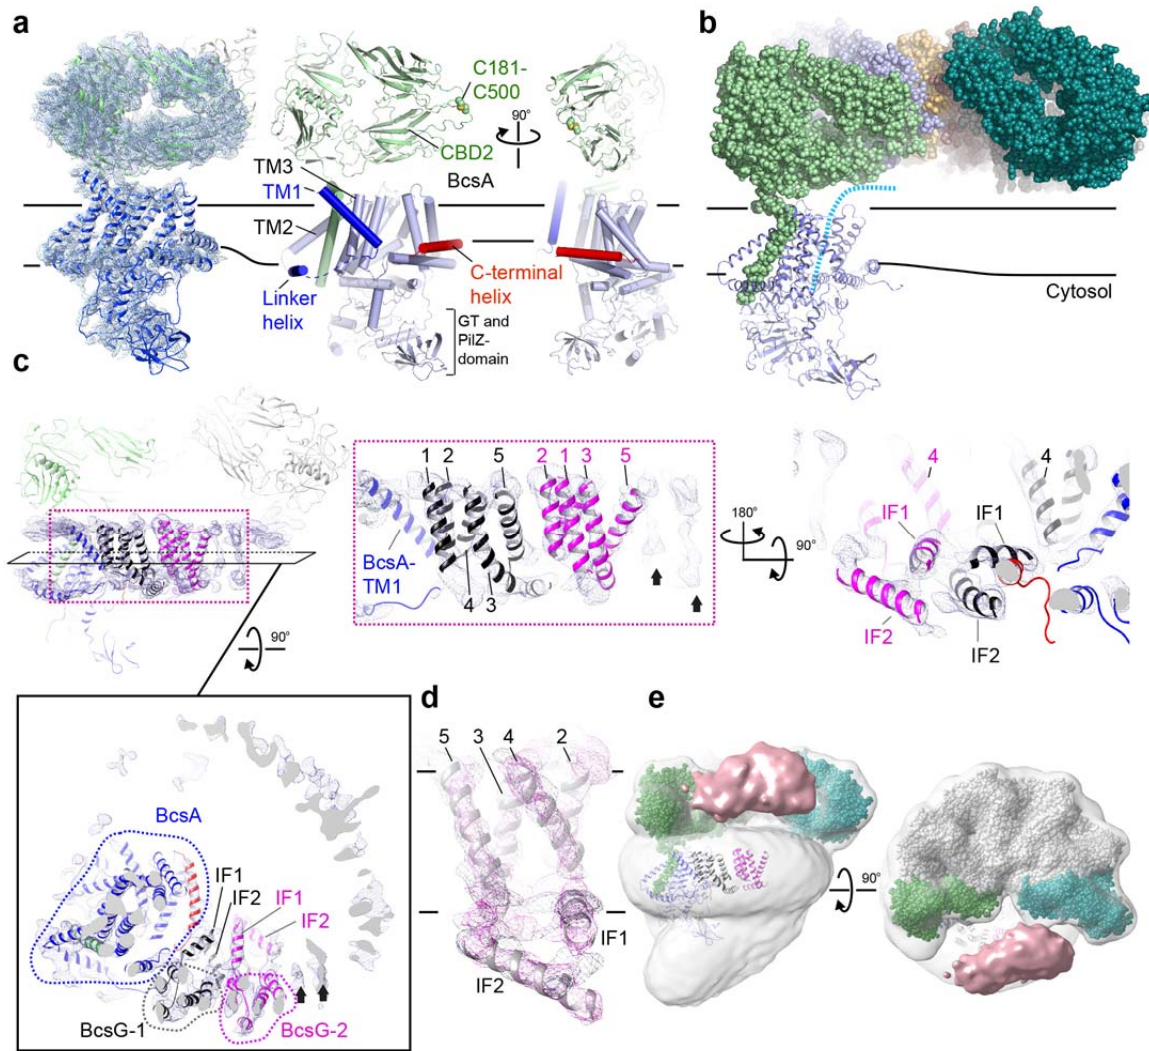 a
C181-
C500
90°
CBD2
BcsA
TM3
TM1
TM2
Linker
helix
C-terminal
helix
GT and
PilZ-
domain
b
Cytosol
c
90°
1 2 5 2 1 3 5
BcsA-
TM1
4 3
180°
90°
4 4
IF1 IF1
IF2
IF2
BcsA
IF1
IF2
IF1
IF2
BcsG-1
BcsG-2
d
5 3 4 2
IF1
IF2
e
90°